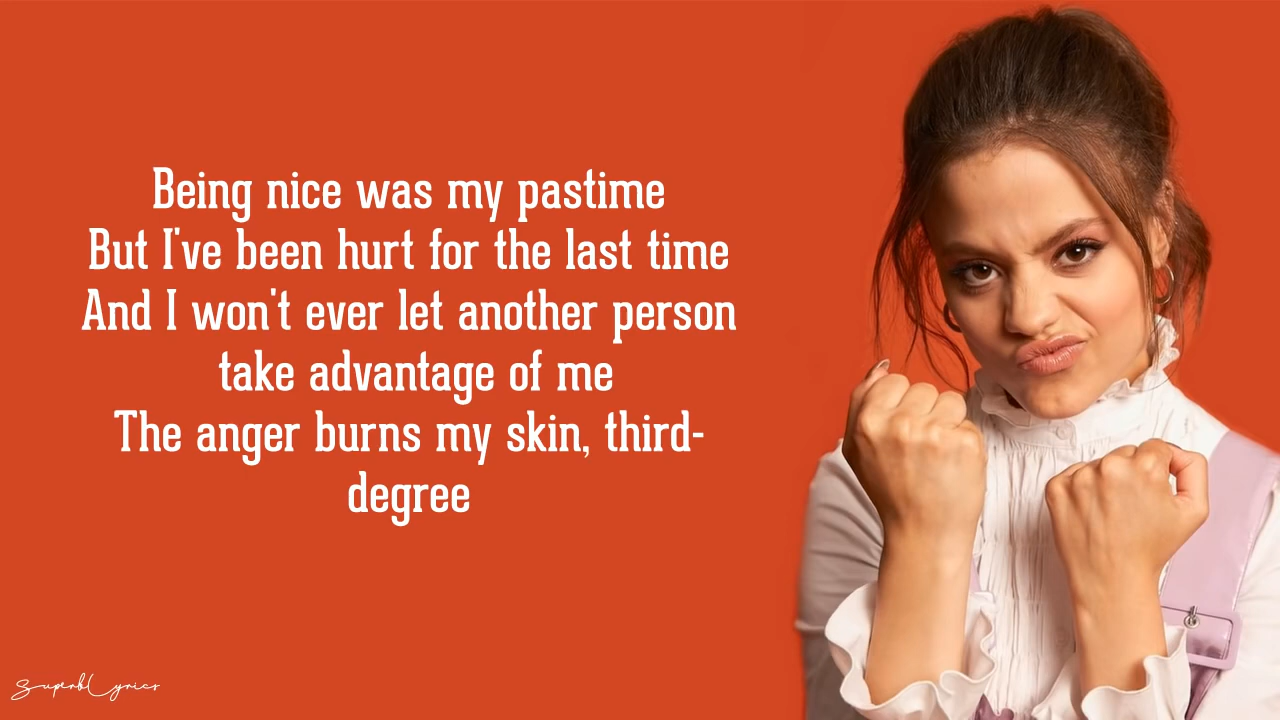 Being nice was my pastime
But I've been hurt for the last time
And I won't ever let another person
take advantage of me
The anger burns my skin, third-
degree
SuperbLyrics